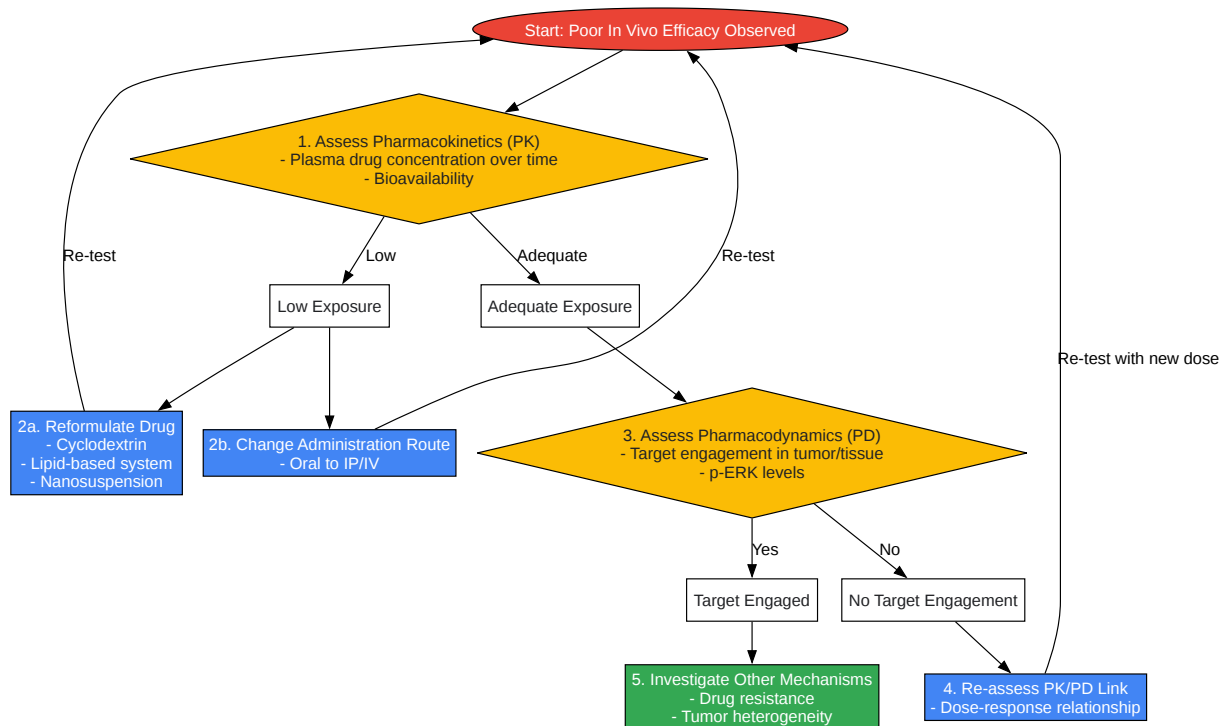 Start: Poor In Vivo Efficacy Observed
1. Assess Pharmacokinetics (PK)
- Plasma drug concentration over time
- Bioavailability
Re-test
Low
Adequate
Re-test
Low Exposure
Adequate Exposure
Re-test with new dose
2a. Reformulate Drug
- Cyclodextrin
- Lipid-based system
- Nanosuspension
2b. Change Administration Route
- Oral to IP/IV
3. Assess Pharmacodynamics (PD)
- Target engagement in tumor/tissue
- p-ERK levels
Yes
No
Target Engaged
No Target Engagement
5. Investigate Other Mechanisms
- Drug resistance
- Tumor heterogeneity
4. Re-assess PK/PD Link
- Dose-response relationship